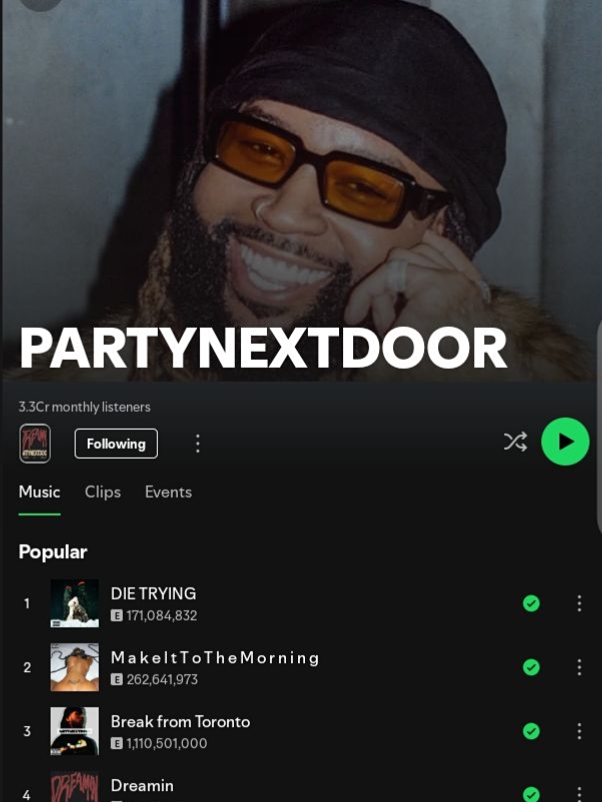 PARTYNEXTDOOR
3.3Cr monthly listeners
Following
Music Clips Events
Popular
1 DIE TRYING
E 171,084,832
2 MakeItToTheMorning
E 262,641,973
3 Break from Toronto
E 1,110,501,000
4 Dreamin